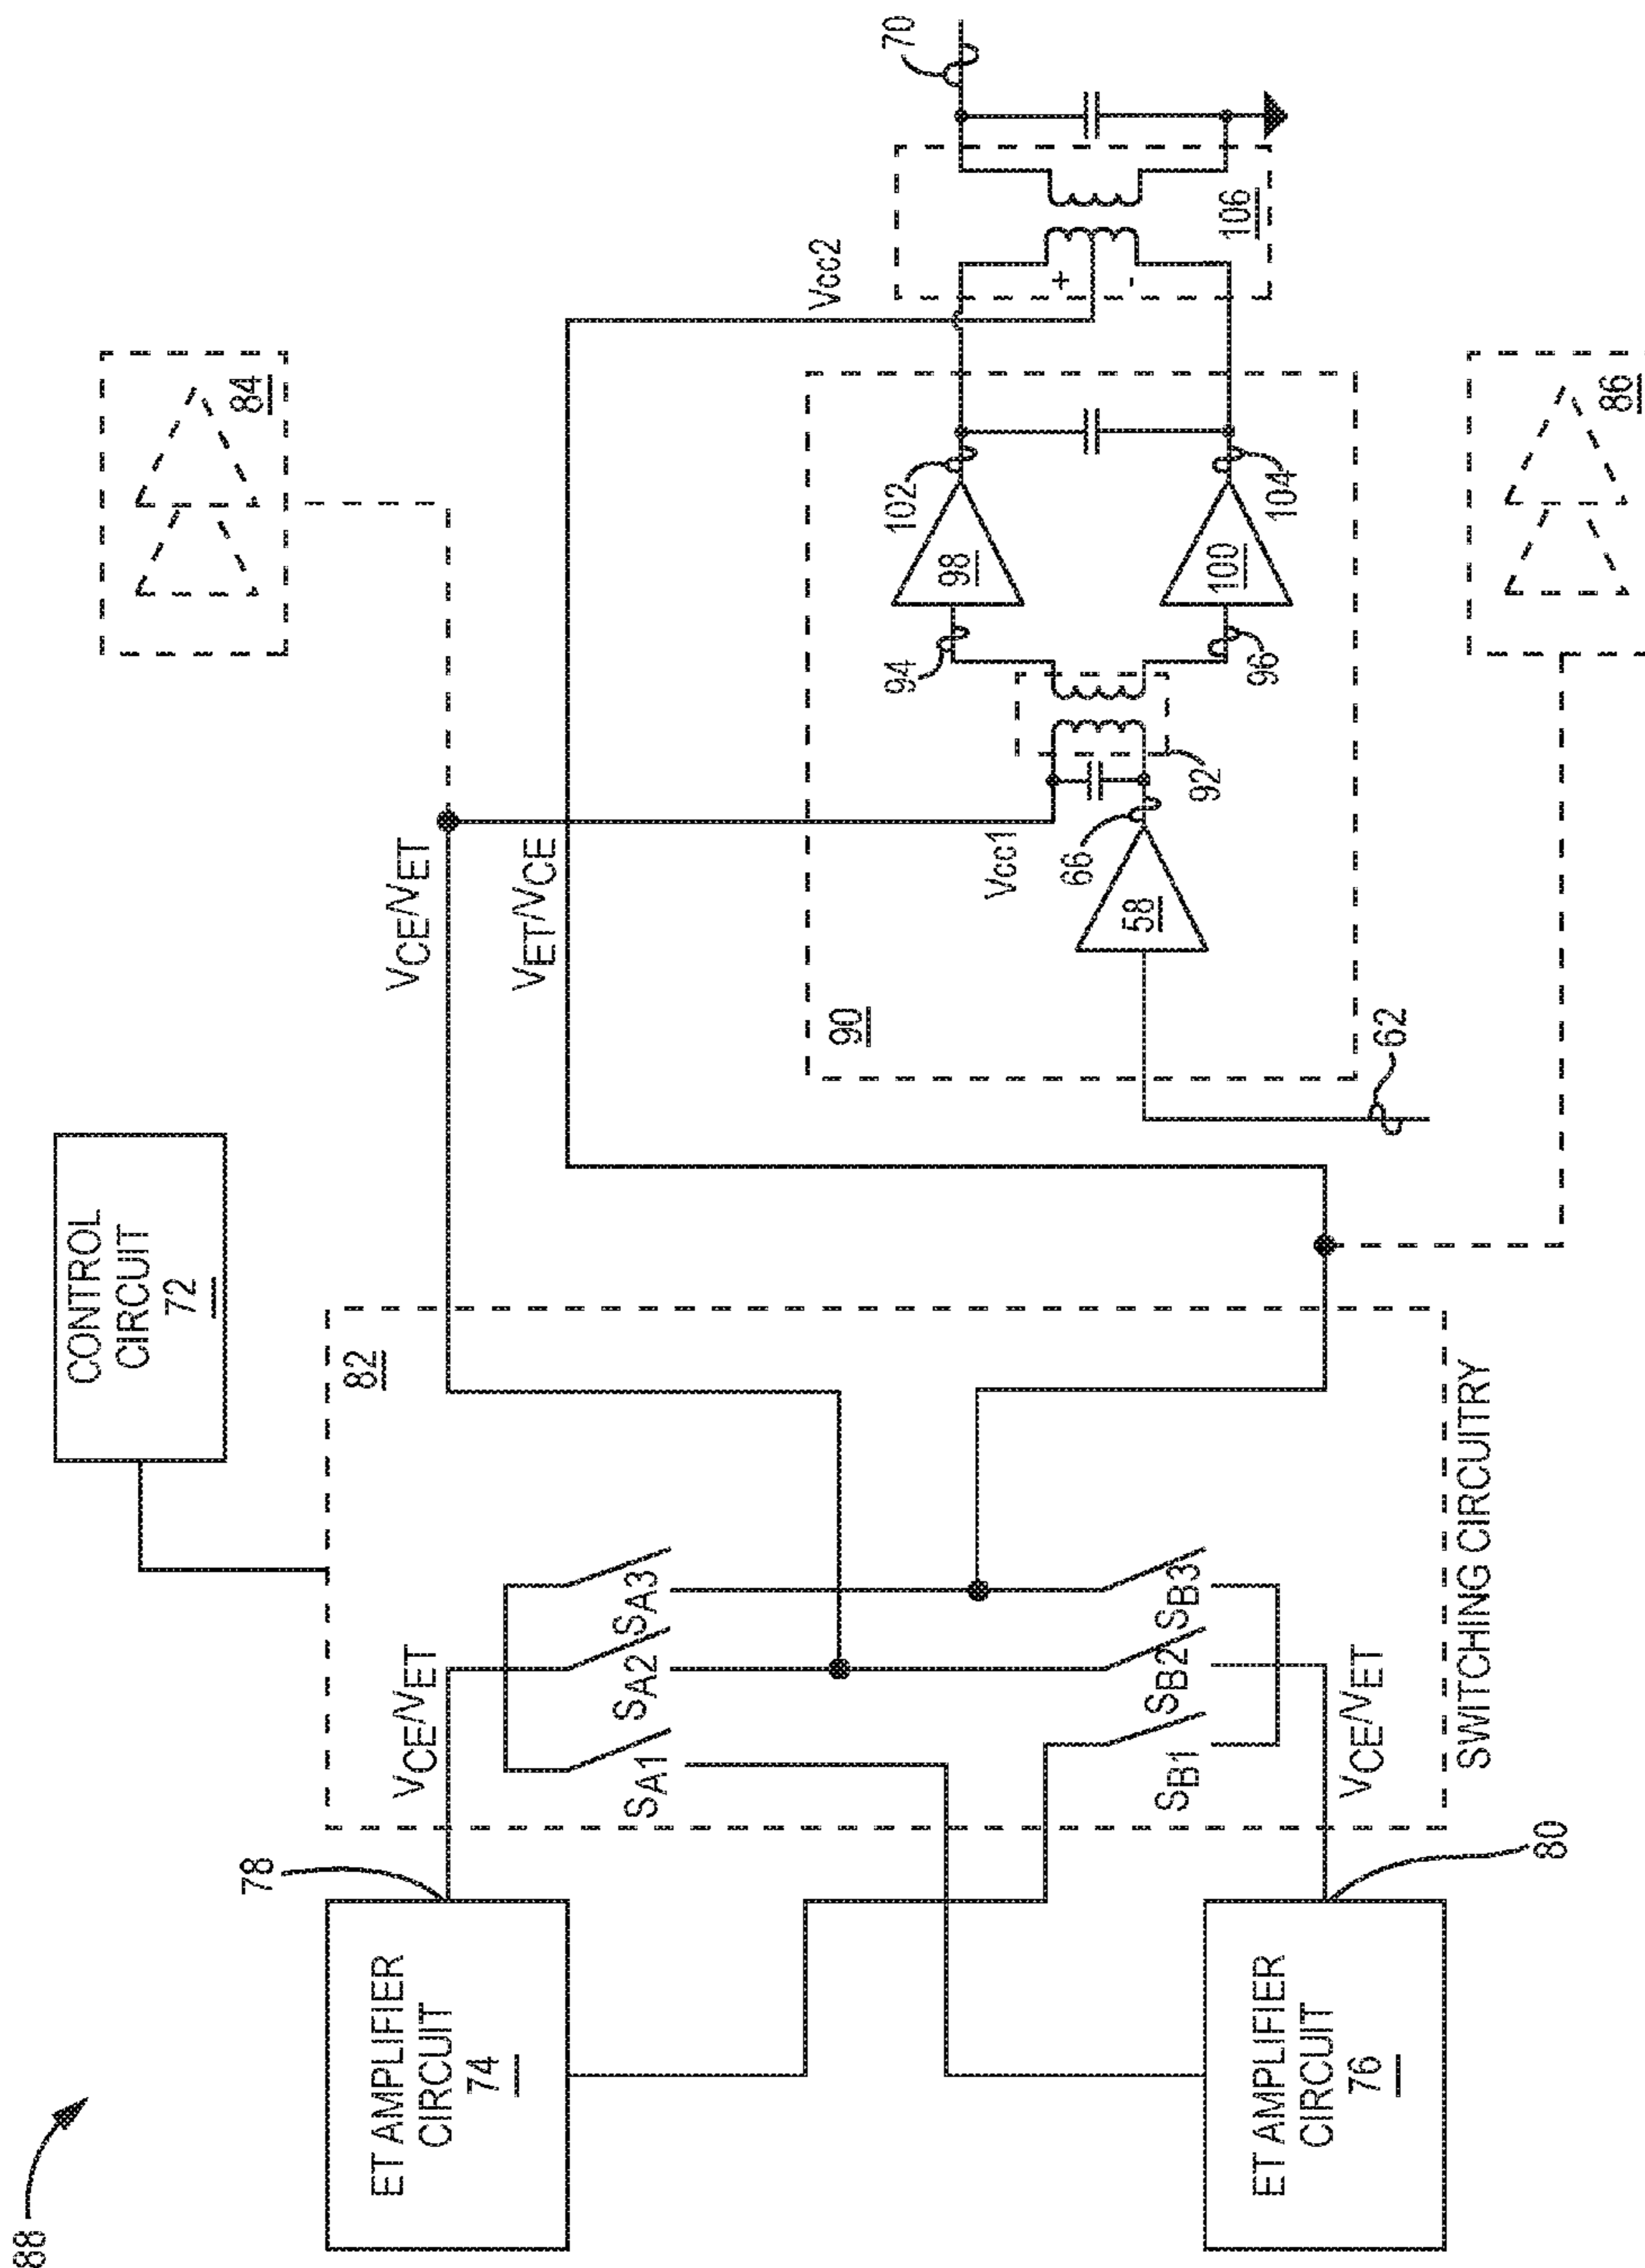 88
CONTROL
CIRCUIT
72
84
ET AMPLIFIER
CIRCUIT
74
78
VCE/VET
82
VCE/VET
VET/VCE
Vcc2
SA1
SA2
SA3
90
Vcc1
66
58
92
94
96
98
100
102
104
+
-
106
70
SB1
SB2
SB3
ET AMPLIFIER
CIRCUIT
76
80
VCE/VET
SWITCHING CIRCUITRY
62
86